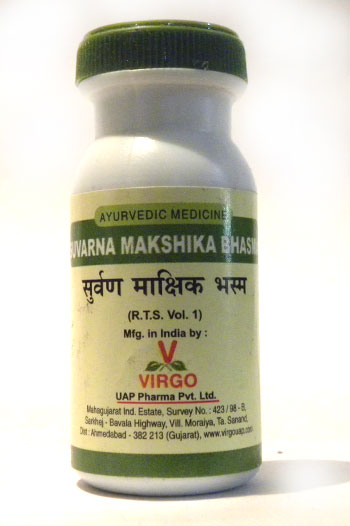 AYURVEDIC MEDICINE
SUVARNA MAKSHIKA BHASMA
सुर्वण माक्षिक भस्म
(R.T.S. Vol. 1)
Mfg. in India by :
V
VIRGO
UAP Pharma Pvt. Ltd.
Mahagujarat Ind. Estate, Survey No. : 423 / 98 - B,
Sarkhej - Bavala Highway, Vill. Moraiya, Ta. Sanand,
Dist : Ahmedabad - 382 213 (Gujarat), www.virgouap.com